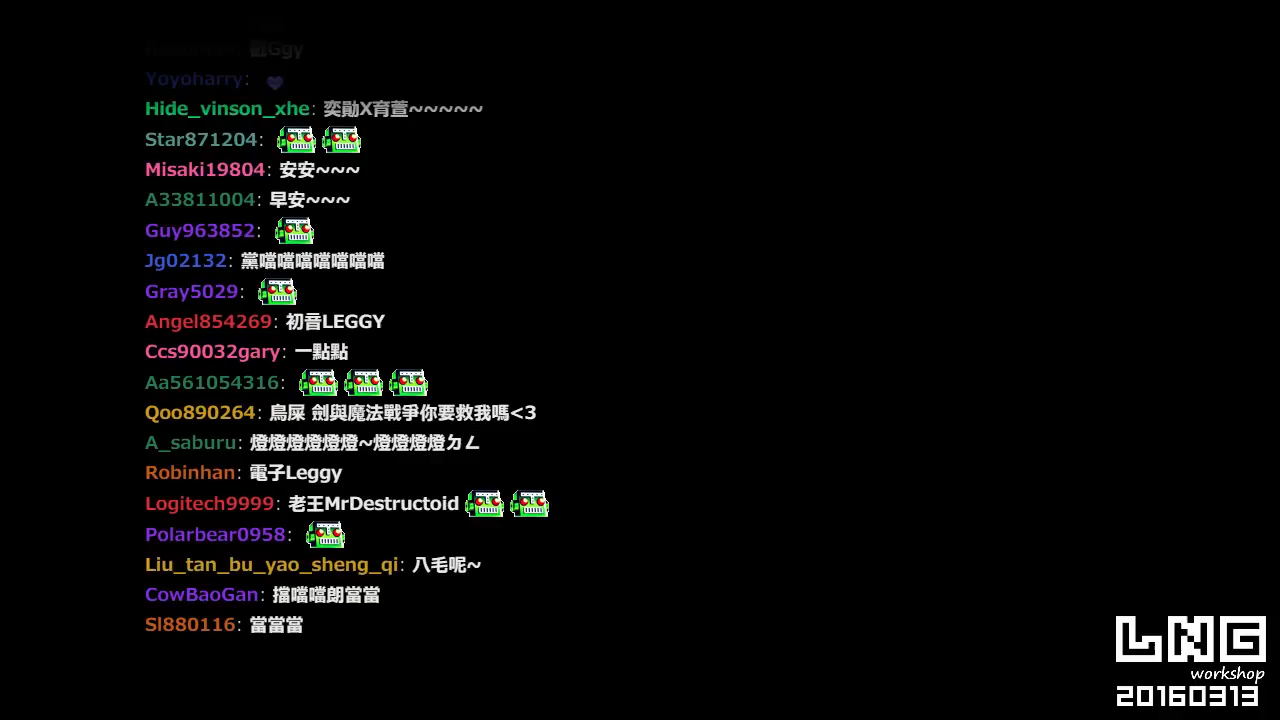 Ggy
Yoyoharry:
Hide_vinson_xhe: 奕勛X育萱~~~~~
Star871204:
Misaki19804: 安安~~~
A33811004: 早安~~~
Guy963852:
Jg02132: 黨噹噹噹噹噹噹噹
Gray5029:
Angel854269: 初音LEGGY
Ccs90032gary: 一點點
Aa561054316:
Qoo890264: 鳥屎 劍與魔法戰爭你要救我嗎<3
A_saburu: 燈燈燈燈燈燈~燈燈燈燈ㄉㄥ
Robinhan: 電子Leggy
Logitech9999: 老王MrDestructoid
Polarbear0958:
Liu_tan_bu_yao_sheng_qi: 八毛呢~
CowBaoGan: 擋噹噹朗當當
Sl880116: 當當當
LNG
workshop
20160313